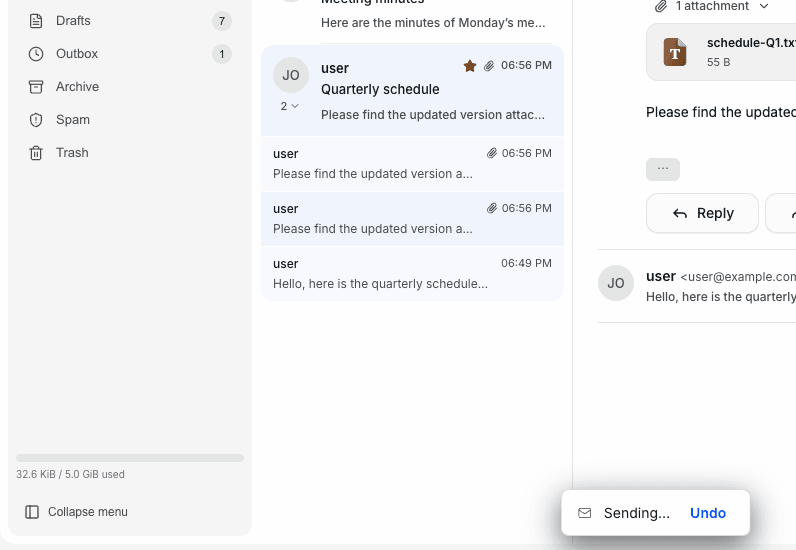 Drafts 7
Outbox 1
Archive
Spam
Trash
32.6 KiB / 5.0 GiB used
Collapse menu
Meeting minutes
Here are the minutes of Monday's me...
JO user 06:56 PM
Quarterly schedule
2
Please find the updated version attac...
user 06:56 PM
Please find the updated version a...
user 06:56 PM
Please find the updated version a...
user 06:49 PM
Hello, here is the quarterly schedule...
1 attachment
T schedule-Q1.txt
55 B
Please find the updated
...
Reply
JO user <user@example.com
Hello, here is the quarterly
Sending... Undo